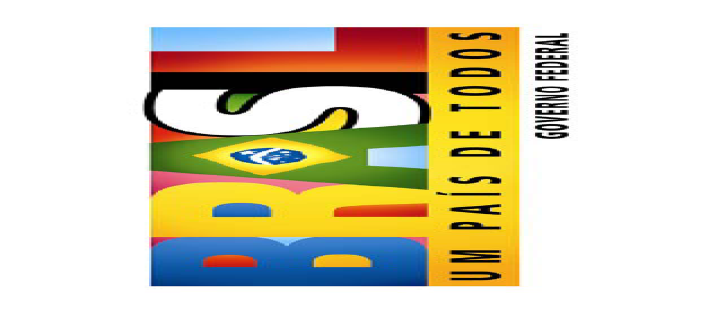 BRASIL
UM PAÍS DE TODOS
GOVERNO FEDERAL